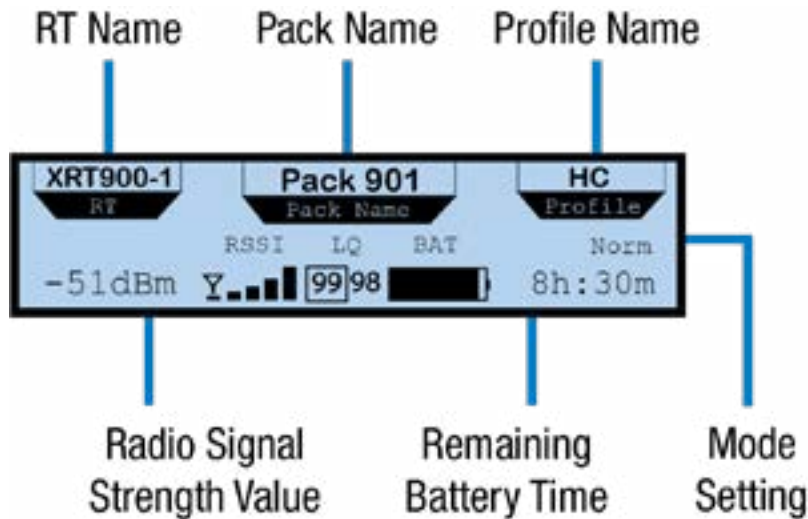 RT Name Pack Name Profile Name
XRT900-1 Pack 901 HC
RT Pack Name Profile
RSSI LQ BAT Norm
-51dBm 99 98 8h:30m
Radio Signal Strength Value
Remaining Battery Time
Mode Setting